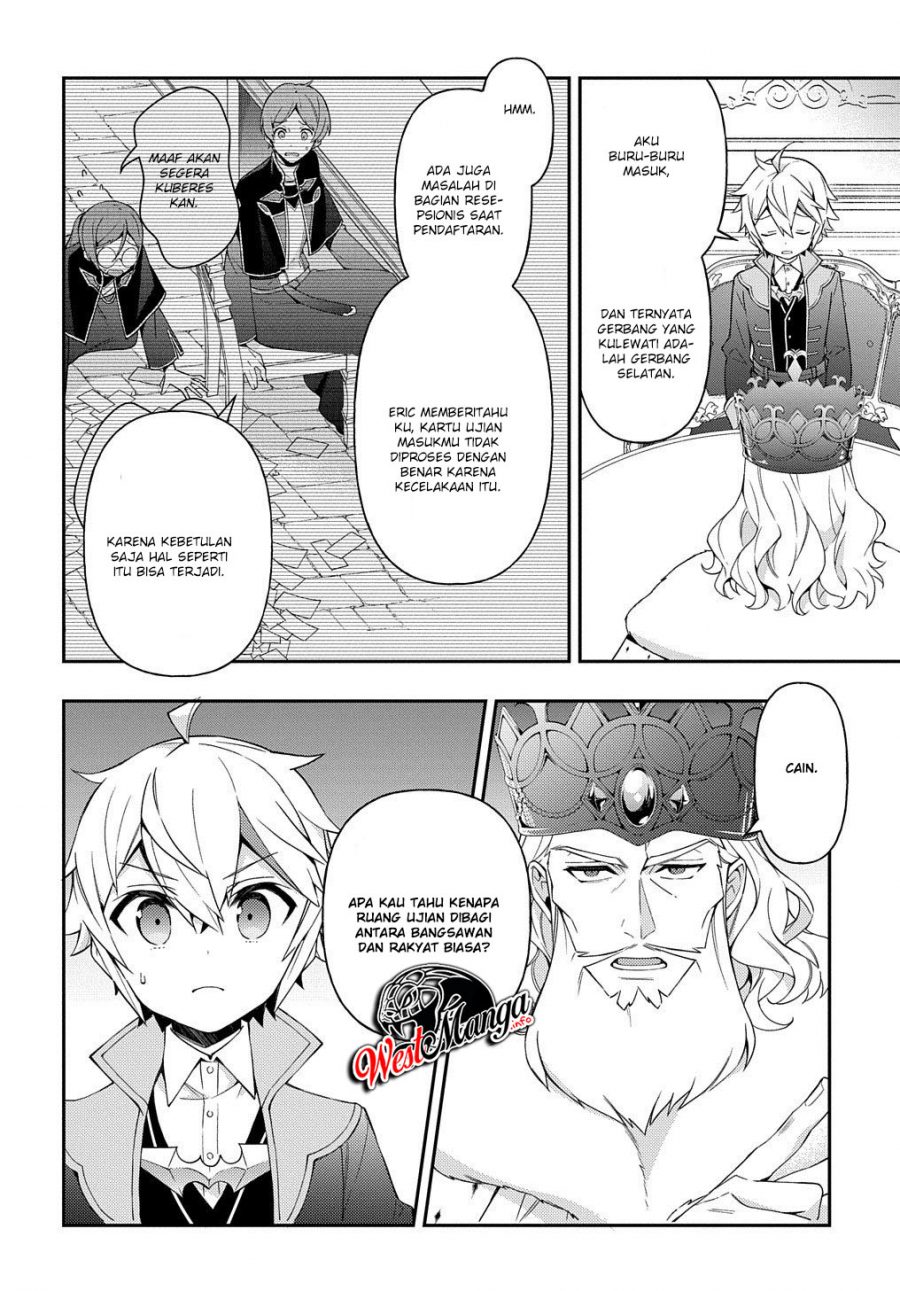 AKU
BURU-BURU
MASUK,
DAN TERNYATA
GERBANG YANG
KULEWATI ADA-
LAH GERBANG
SELATAN.
HMM.
ADA JUGA
MASALAH DI
BAGIAN RESE-
PSIONIS SAAT
PENDAFTARAN.
ERIC MEMBERITAHU
KU, KARTU UJIAN
MASUKMU TIDAK
DIPROSES DENGAN
BENAR KARENA
KECELAKAAN ITU.
MAAF AKAN
SEGERA
KUBERES
KAN.
KARENA KEBETULAN
SAJA HAL SEPERTI
ITU BISA TERJADI.
CAIN.
APA KAU TAHU KENAPA
RUANG UJIAN DIBAGI
ANTARA BANGSAWAN
DAN RAKYAT BIASA?
WestManga
.info